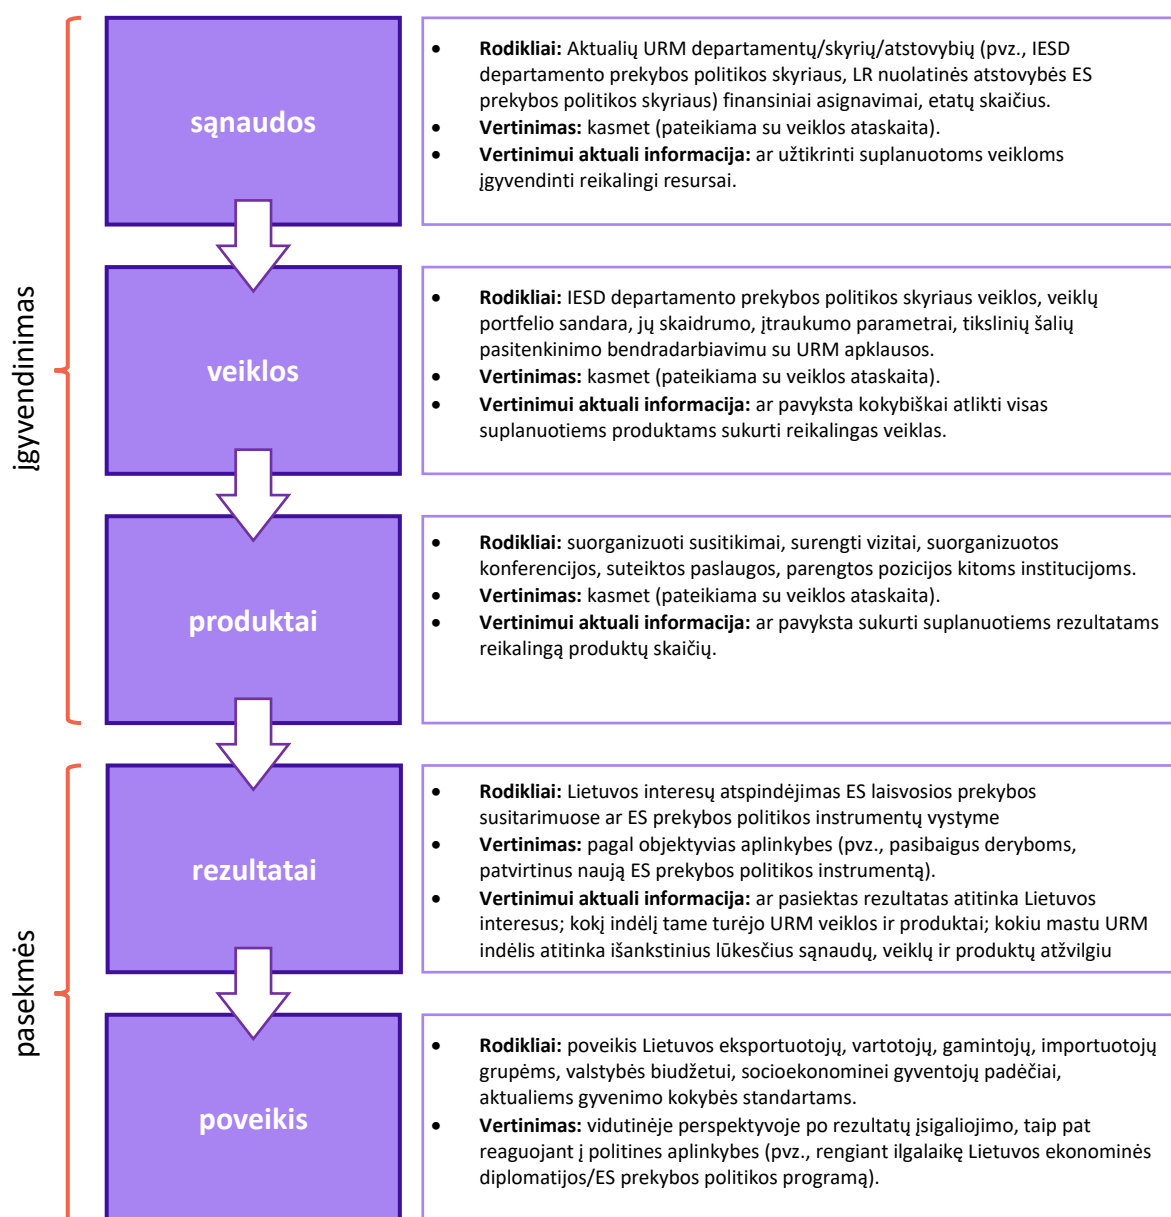 įgyvendinimas
sąnaudos
• Rodikliai: Aktualių URM departamentų/skyrių/atstovybių (pvz., IESD
departamento prekybos politikos skyriaus, LR nuolatinės atstovybės ES
prekybos politikos skyriaus) finansiniai asignavimai, etatų skaičius.
• Vertinimas: kasmet (pateikiama su veiklos ataskaita).
• Vertinimui aktuali informacija: ar užtikrinti suplanuotoms veikloms
įgyvendinti reikalingi resursai.
veiklos
• Rodikliai: IESD departamento prekybos politikos skyriaus veiklos, veiklų
portfelio sandara, jų skaidrumo, įtraukumo parametrai, tikslinių šalių
pasitenkinimo bendradarbiavimu su URM apklausos.
• Vertinimas: kasmet (pateikiama su veiklos ataskaita).
• Vertinimui aktuali informacija: ar pavyksta kokybiškai atlikti visas
suplanuotiems produktams sukurti reikalingas veiklas.
produktai
• Rodikliai: suorganizuoti susitikimai, surengti vizitai, suorganizuotos
konferencijos, suteiktos paslaugos, parengtos pozicijos kitoms institucijoms.
• Vertinimas: kasmet (pateikiama su veiklos ataskaita).
• Vertinimui aktuali informacija: ar pavyksta sukurti suplanuotiems rezultatams
reikalingą produktų skaičių.
pasekmės
rezultatai
• Rodikliai: Lietuvos interesų atspindėjimas ES laisvosios prekybos
susitarimuose ar ES prekybos politikos instrumentų vystyme
• Vertinimas: pagal objektyvias aplinkybes (pvz., pasibaigus deryboms,
patvirtinus naują ES prekybos politikos instrumentą).
• Vertinimui aktuali informacija: ar pasiektas rezultatas atitinka Lietuvos
interesus; kokį indėlį tame turėjo URM veiklos ir produktai; kokiu mastu URM
indėlis atitinka išankstinius lūkesčius sąnaudų, veiklų ir produktų atžvilgiu
poveikis
• Rodikliai: poveikis Lietuvos eksportuotojų, vartotojų, gamintojų, importuotojų
grupėms, valstybės biudžetui, socioekonominei gyventojų padėčiai,
aktualiems gyvenimo kokybės standartams.
• Vertinimas: vidutinėje perspektyvoje po rezultatų įsigaliojimo, taip pat
reaguojant į politines aplinkybes (pvz., rengiant ilgalaikę Lietuvos ekonominės
diplomatijos/ES prekybos politikos programą).